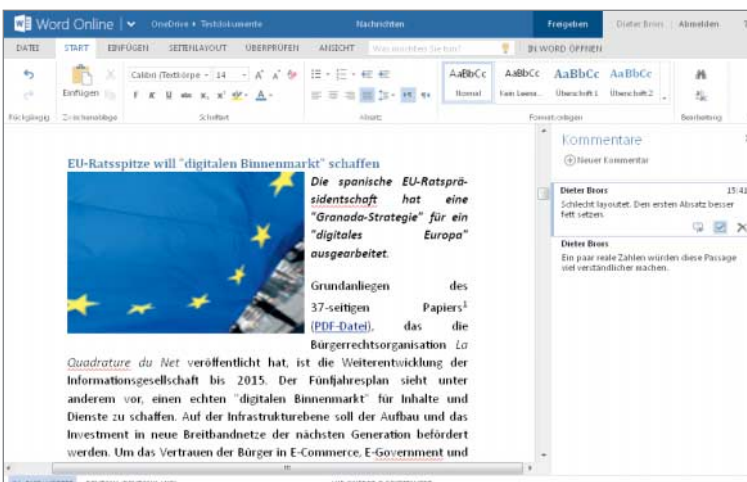 Word Online OneDrive ▸ Testdokumente Nachrichten Freigeben Dieter Brors Abmelden ?
DATEI START EINFÜGEN SEITENLAYOUT ÜBERPRÜFEN ANSICHT Was möchten Sie tun? IN WORD ÖFFNEN
Calibri (Textkörpe 14 A A
Einfügen F K U abc x, x² A
AaBbCc AaBbCc AaBbCc AaBbCc
Normal Kein Leerra... Überschrift 1 Überschrift 2
Rückgängig Zwischenablage Schriftart Absatz Formatvorlagen Bearbeitung
EU-Ratsspitze will "digitalen Binnenmarkt" schaffen
Die spanische EU-Ratsprä-
sidentschaft hat eine
"Granada-Strategie" für ein
"digitales Europa"
ausgearbeitet.
Grundanliegen des
37-seitigen Papiers1
(PDF-Datei), das die
Bürgerrechtsorganisation La
Quadrature du Net veröffentlicht hat, ist die Weiterentwicklung der
Informationsgesellschaft bis 2015. Der Fünfjahresplan sieht unter
anderem vor, einen echten "digitalen Binnenmarkt" für Inhalte und
Dienste zu schaffen. Auf der Infrastrukturebene soll der Aufbau und das
Investment in neue Breitbandnetze der nächsten Generation befördert
werden. Um das Vertrauen der Bürger in E-Commerce, E-Government und
Kommentare
Neuer Kommentar
Dieter Brors 15:41
Schlecht layoutet. Den ersten Absatz besser
fett setzen
Dieter Brors
Ein paar reale Zahlen würden diese Passage
viel verständlicher machen.